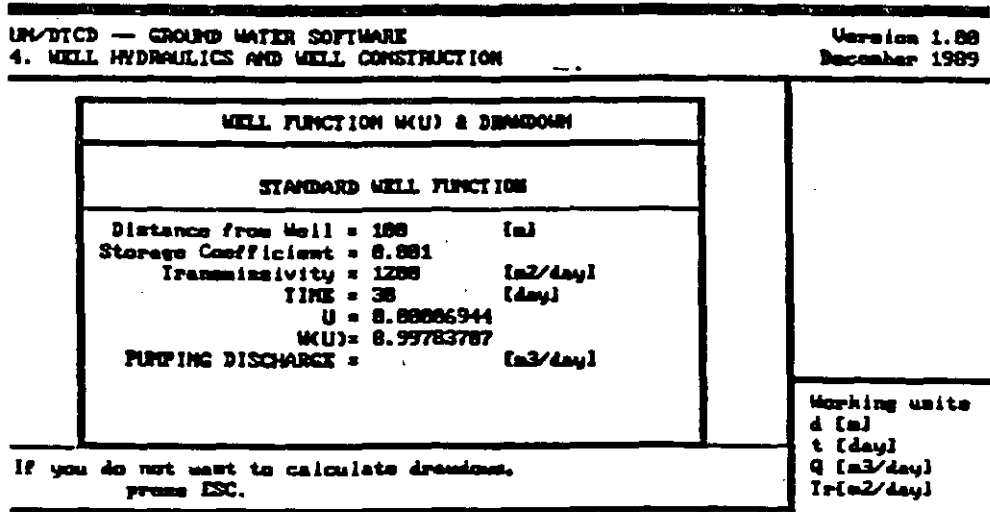 UN/DTCD — GROUND WATER SOFTWARE
4. WELL HYDRAULICS AND WELL CONSTRUCTION
Version 1.00
December 1989
WELL FUNCTION W(U) & DRAWDOWN
STANDARD WELL FUNCTION
Distance from Well = 100 [m]
Storage Coefficient = 0.001
Transmissivity = 1200 [m2/day]
TIME = 30 [day]
U = 0.00006944
W(U)= 8.99783707
PUMPING DISCHARGE = [m3/day]
Working units
d [m]
t [day]
Q [m3/day]
Tr[m2/day]
If you do not want to calculate drawdown,
press ESC.